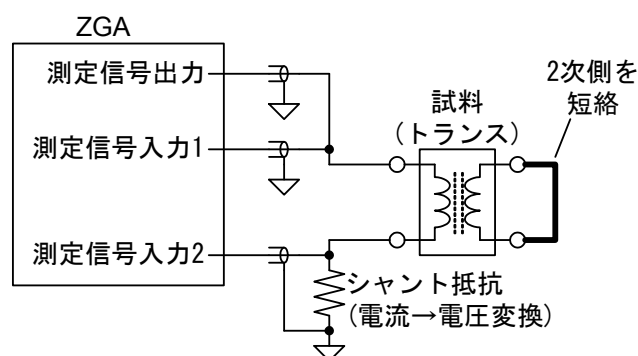 ZGA
測定信号出力
測定信号入力1
測定信号入力2
試料
(トランス)
2次側を
短絡
シャント抵抗
(電流→電圧変換)